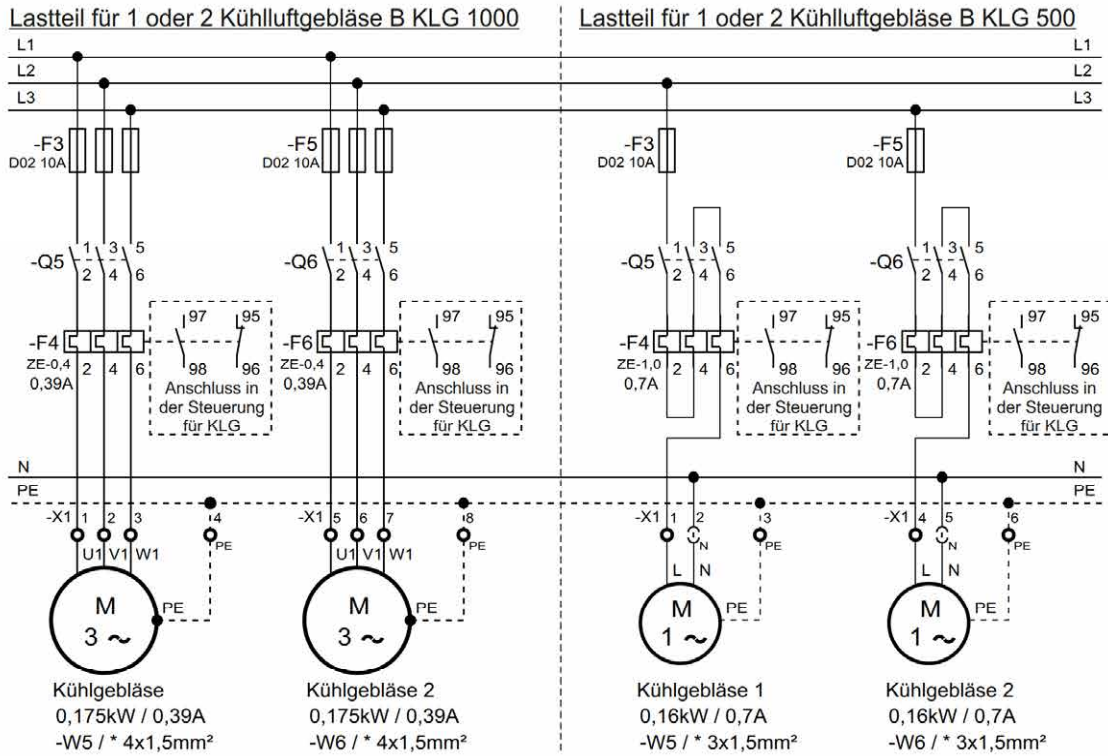 Lastteil für 1 oder 2 Kühlluftgebläse B KLG 1000
Lastteil für 1 oder 2 Kühlluftgebläse B KLG 500
L1 L1
L2 L2
L3 L3
-F3 -F5 -F3 -F5
D02 10A D02 10A D02 10A D02 10A
1 3 5 1 3 5 1 3 5 1 3 5
-Q5 -Q6 -Q5 -Q6
2 4 6 2 4 6 2 4 6 2 4 6
97 95 97 95 97 95 97 95
-F4 -F6 -F4 -F6
ZE-0,4 2 4 6 98 96 ZE-0,4 2 4 6 98 96 ZE-1,0 2 4 6 98 96 ZE-1,0 2 4 6 98 96
0,39A 0,39A 0,7A 0,7A
Anschluss in Anschluss in Anschluss in Anschluss in
der Steuerung der Steuerung der Steuerung der Steuerung
für KLG für KLG für KLG für KLG
N N
PE PE
-X1 1 2 3 4 -X1 5 6 7 8 -X1 1 2 3 -X1 4 5 6
U1 V1 W1 PE U1 V1 W1 PE N PE N PE
L N L N
M PE M PE M PE M PE
3 ~ 3 ~ 1 ~ 1 ~
Kühlgebläse Kühlgebläse 2 Kühlgebläse 1 Kühlgebläse 2
0,175kW / 0,39A 0,175kW / 0,39A 0,16kW / 0,7A 0,16kW / 0,7A
-W5 / * 4x1,5mm² -W6 / * 4x1,5mm² -W5 / * 3x1,5mm² -W6 / * 3x1,5mm²